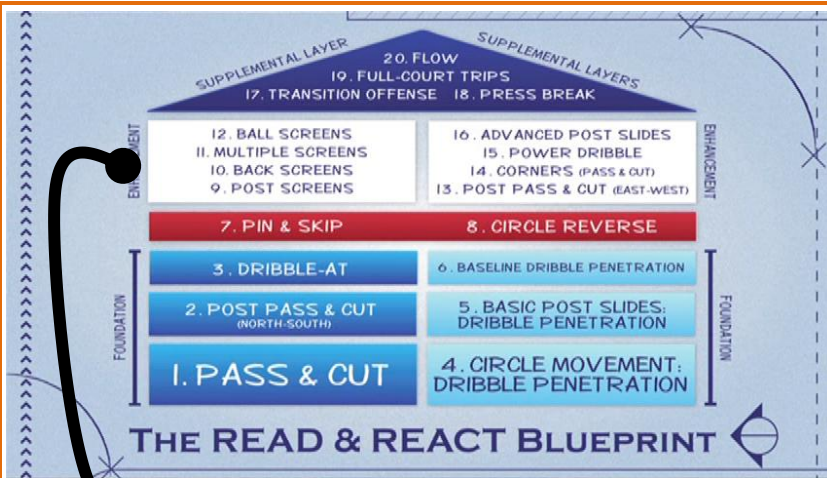 SUPPLEMENTAL LAYER
SUPPLEMENTAL LAYERS
20. FLOW
19. FULL-COURT TRIPS
17. TRANSITION OFFENSE 18. PRESS BREAK
12. BALL SCREENS
11. MULTIPLE SCREENS
10. BACK SCREENS
9. POST SCREENS
16. ADVANCED POST SLIDES
15. POWER DRIBBLE
14. CORNERS (PASS & CUT)
13. POST PASS & CUT (EAST-WEST)
ENHANCEMENT
7. PIN & SKIP
8. CIRCLE REVERSE
3. DRIBBLE-AT
6. BASELINE DRIBBLE PENETRATION
2. POST PASS & CUT
(NORTH-SOUTH)
5. BASIC POST SLIDES:
DRIBBLE PENETRATION
1. PASS & CUT
4. CIRCLE MOVEMENT:
DRIBBLE PENETRATION
FOUNDATION
FOUNDATION
THE READ & REACT BLUEPRINT